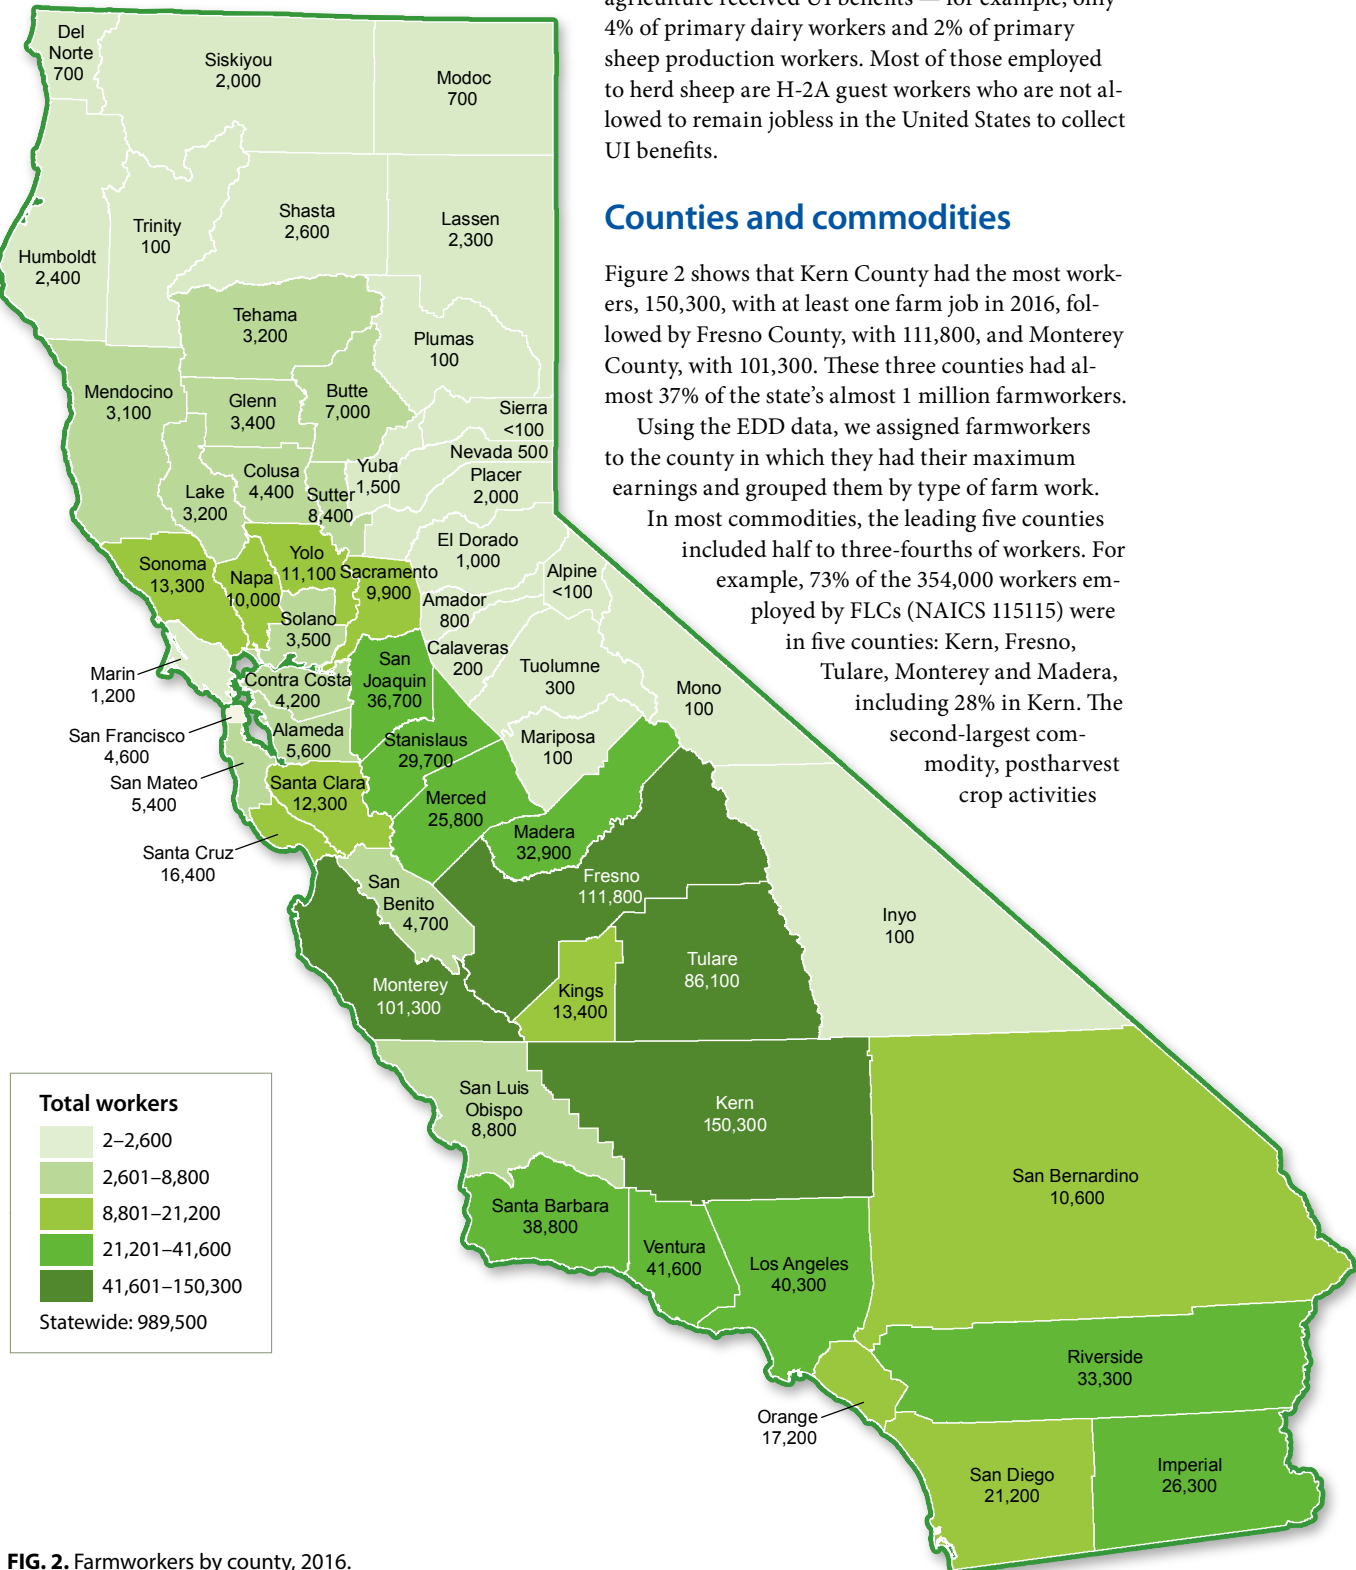 agriculture received UI benefits — for example, only
4% of primary dairy workers and 2% of primary
sheep production workers. Most of those employed
to herd sheep are H-2A guest workers who are not al-
lowed to remain jobless in the United States to collect
UI benefits.
Counties and commodities
Figure 2 shows that Kern County had the most work-
ers, 150,300, with at least one farm job in 2016, fol-
lowed by Fresno County, with 111,800, and Monterey
County, with 101,300. These three counties had al-
most 37% of the state's almost 1 million farmworkers.
Using the EDD data, we assigned farmworkers
to the county in which they had their maximum
earnings and grouped them by type of farm work.
In most commodities, the leading five counties
included half to three-fourths of workers. For
example, 73% of the 354,000 workers em-
ployed by FLCs (NAICS 115115) were
in five counties: Kern, Fresno,
Tulare, Monterey and Madera,
including 28% in Kern. The
second-largest com-
modity, postharvest
crop activities
Del
Norte
700
Siskiyou
2,000
Modoc
700
Humboldt
2,400
Trinity
100
Shasta
2,600
Lassen
2,300
Tehama
3,200
Plumas
100
Mendocino
3,100
Glenn
3,400
Butte
7,000
Sierra
<100
Nevada 500
Placer
2,000
Yuba
1,500
Colusa
4,400
Sutter
8,400
Lake
3,200
El Dorado
1,000
Alpine
<100
Sonoma
13,300
Napa
10,000
Yolo
11,100
Sacramento
9,900
Amador
800
Solano
3,500
Calaveras
200
Tuolumne
300
Mono
100
Marin
1,200
Contra Costa
4,200
San
Joaquin
36,700
San Francisco
4,600
Alameda
5,600
Stanislaus
29,700
Mariposa
100
San Mateo
5,400
Santa Clara
12,300
Merced
25,800
Madera
32,900
Santa Cruz
16,400
San
Benito
4,700
Fresno
111,800
Inyo
100
Monterey
101,300
Kings
13,400
Tulare
86,100
San Luis
Obispo
8,800
Kern
150,300
San Bernardino
10,600
Santa Barbara
38,800
Ventura
41,600
Los Angeles
40,300
Riverside
33,300
Orange
17,200
San Diego
21,200
Imperial
26,300
Total workers
2–2,600
2,601–8,800
8,801–21,200
21,201–41,600
41,601–150,300
Statewide: 989,500
FIG. 2. Farmworkers by county, 2016.